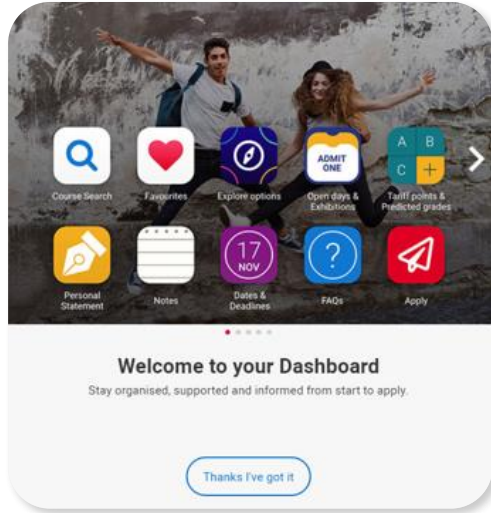 ADMIT
ONE
A B
C +
Course Search
Favourites
Explore options
Open days &
Exhibitions
Tariff points &
Predicted grades
17
NOV
?
Personal
Statement
Notes
Dates &
Deadlines
FAQs
Apply
Welcome to your Dashboard
Stay organised, supported and informed from start to apply.
Thanks I've got it